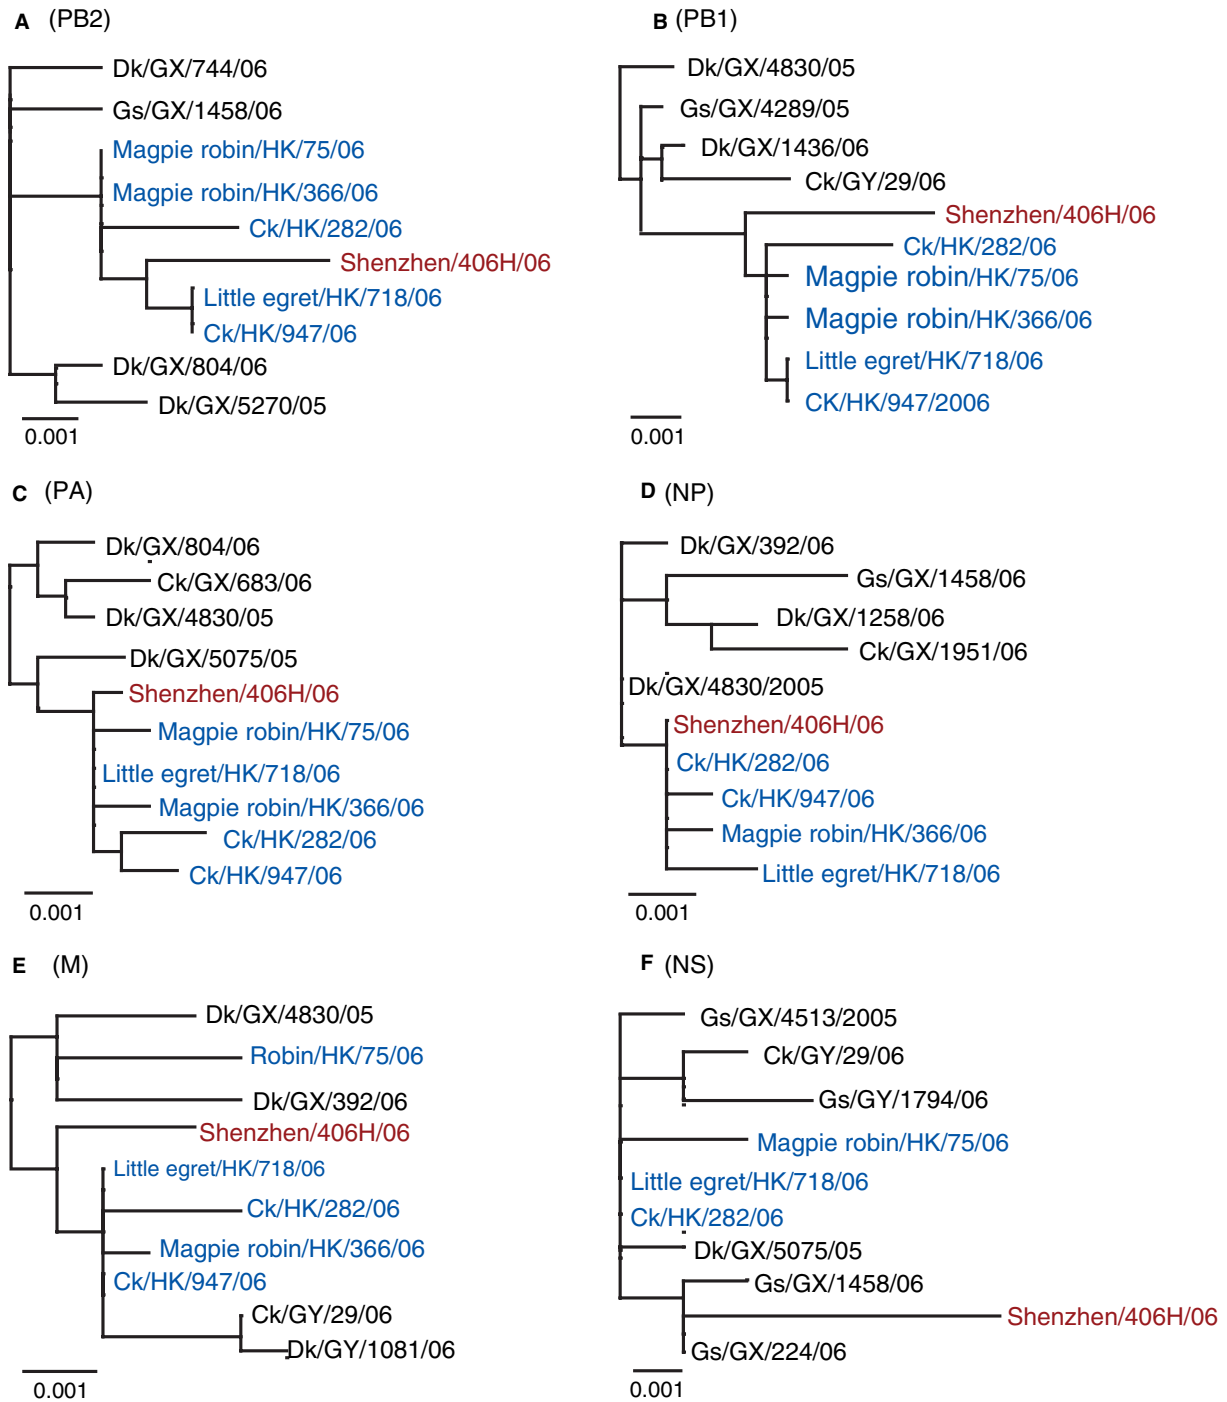 A (PB2)
Dk/GX/744/06
Gs/GX/1458/06
Magpie robin/HK/75/06
Magpie robin/HK/366/06
Ck/HK/282/06
Shenzhen/406H/06
Little egret/HK/718/06
Ck/HK/947/06
Dk/GX/804/06
Dk/GX/5270/05
0.001
B (PB1)
Dk/GX/4830/05
Gs/GX/4289/05
Dk/GX/1436/06
Ck/GY/29/06
Shenzhen/406H/06
Ck/HK/282/06
Magpie robin/HK/75/06
Magpie robin/HK/366/06
Little egret/HK/718/06
CK/HK/947/2006
0.001
C (PA)
Dk/GX/804/06
Ck/GX/683/06
Dk/GX/4830/05
Dk/GX/5075/05
Shenzhen/406H/06
Magpie robin/HK/75/06
Little egret/HK/718/06
Magpie robin/HK/366/06
Ck/HK/282/06
Ck/HK/947/06
0.001
D (NP)
Dk/GX/392/06
Gs/GX/1458/06
Dk/GX/1258/06
Ck/GX/1951/06
Dk/GX/4830/2005
Shenzhen/406H/06
Ck/HK/282/06
Ck/HK/947/06
Magpie robin/HK/366/06
Little egret/HK/718/06
0.001
E (M)
Dk/GX/4830/05
Robin/HK/75/06
Dk/GX/392/06
Shenzhen/406H/06
Little egret/HK/718/06
Ck/HK/282/06
Magpie robin/HK/366/06
Ck/HK/947/06
Ck/GY/29/06
Dk/GY/1081/06
0.001
F (NS)
Gs/GX/4513/2005
Ck/GY/29/06
Gs/GY/1794/06
Magpie robin/HK/75/06
Little egret/HK/718/06
Ck/HK/282/06
Dk/GX/5075/05
Gs/GX/1458/06
Shenzhen/406H/06
Gs/GX/224/06
0.001